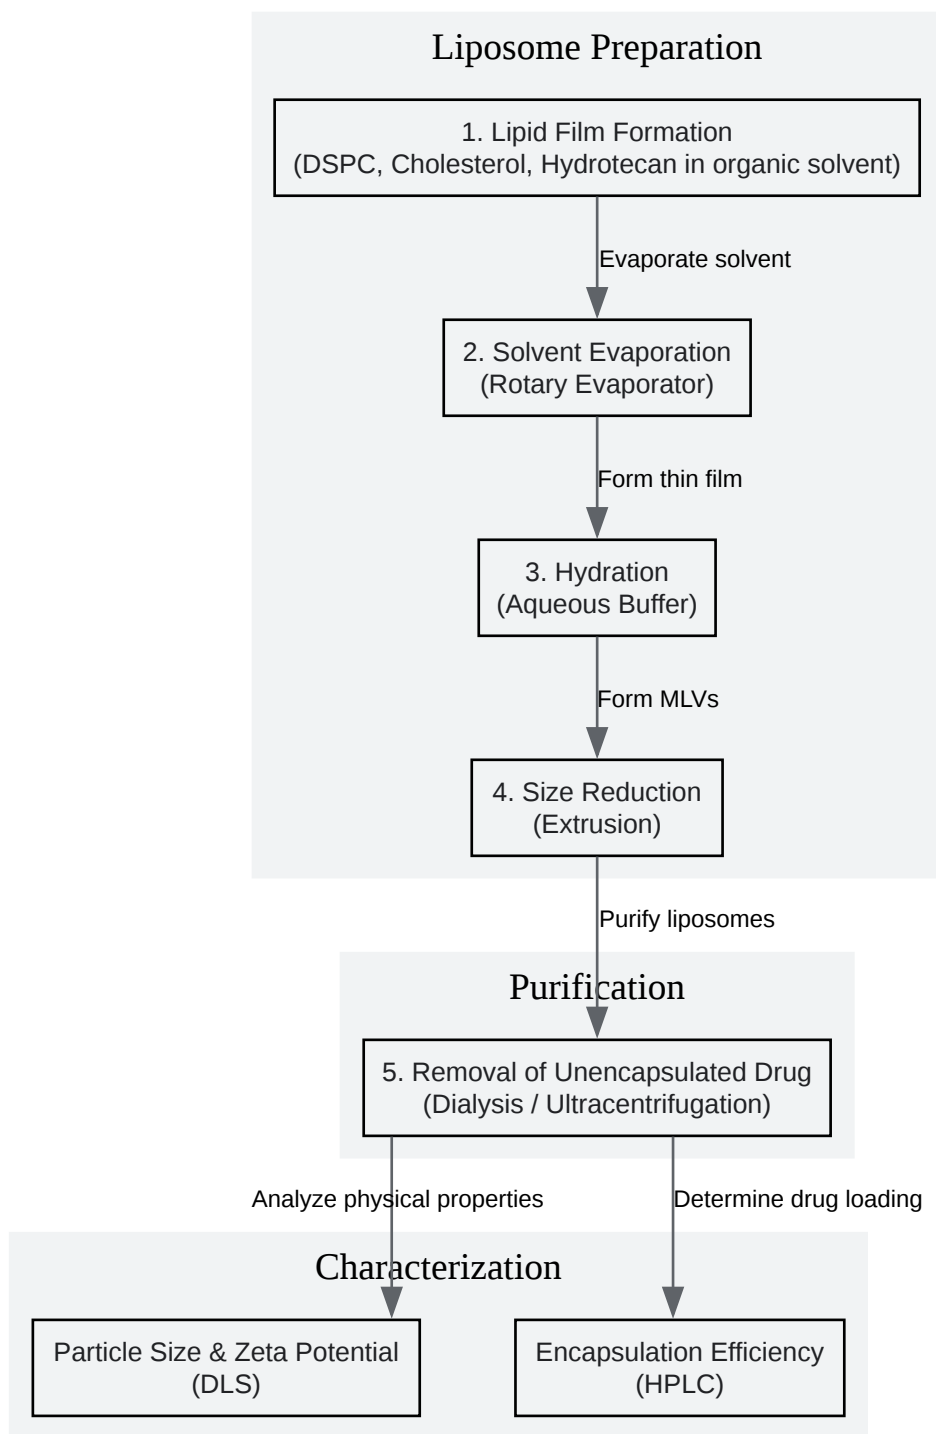 Liposome Preparation
1. Lipid Film Formation
(DSPC, Cholesterol, Hydrotecan in organic solvent)
Evaporate solvent
2. Solvent Evaporation
(Rotary Evaporator)
Form thin film
3. Hydration
(Aqueous Buffer)
Form MLVs
4. Size Reduction
(Extrusion)
Purify liposomes
Purification
5. Removal of Unencapsulated Drug
(Dialysis / Ultracentrifugation)
Analyze physical properties
Determine drug loading
Characterization
Particle Size & Zeta Potential
(DLS)
Encapsulation Efficiency
(HPLC)